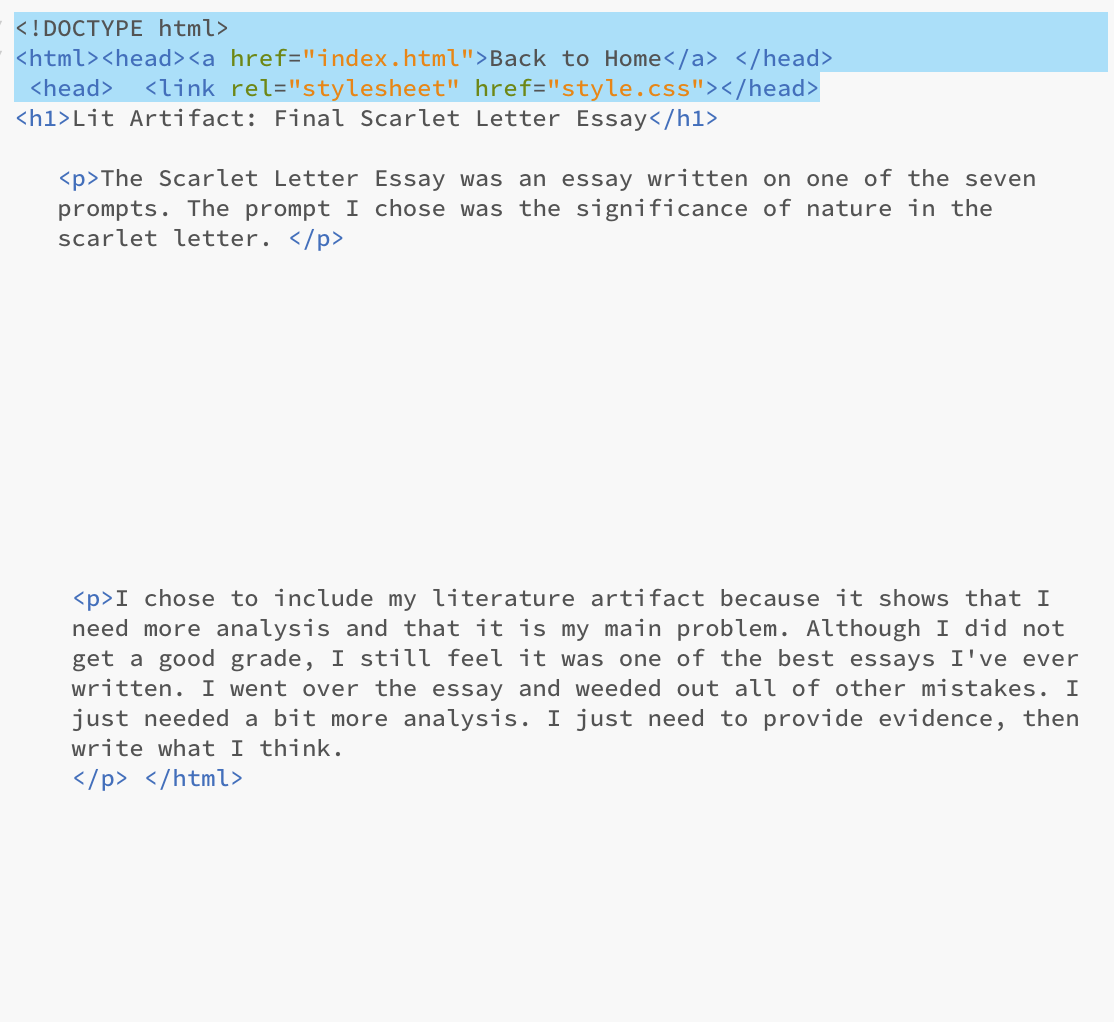 <!DOCTYPE html>
<html><head><a href="index.html">Back to Home</a> </head>
<head>  <link rel="stylesheet" href="style.css"></head>
<h1>Lit Artifact: Final Scarlet Letter Essay</h1>
<p>The Scarlet Letter Essay was an essay written on one of the seven
prompts. The prompt I chose was the significance of nature in the
scarlet letter. </p>
<p>I chose to include my literature artifact because it shows that I
need more analysis and that it is my main problem. Although I did not
get a good grade, I still feel it was one of the best essays I've ever
written. I went over the essay and weeded out all of other mistakes. I
just needed a bit more analysis. I just need to provide evidence, then
write what I think.
</p> </html>